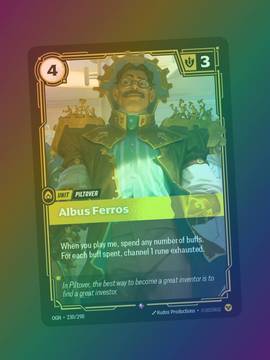 4
3
UNIT PILTOVER
Albus Ferros
When you play me, spend any number of buffs.
For each buff spent, channel 1 rune exhausted.
In Piltover, the best way to become a great inventor is to
find a great investor.
OGN • 230/298
Kudos Productions